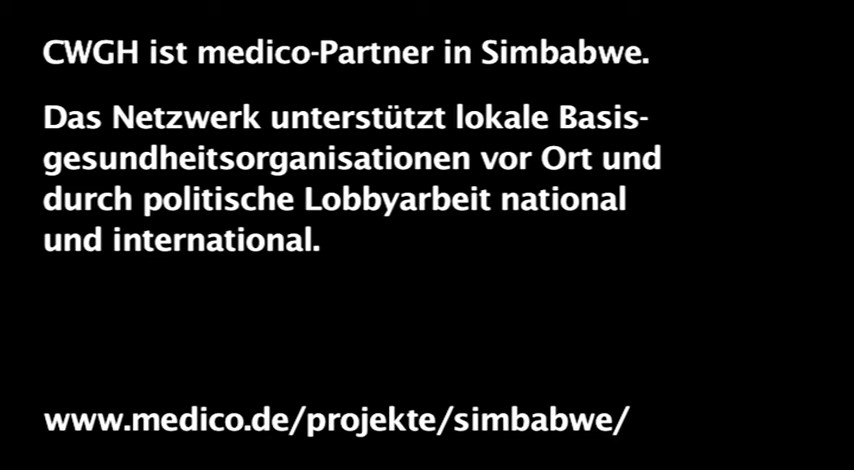 CWGH ist medico-Partner in Simbabwe.
Das Netzwerk unterstützt lokale Basis-
gesundheitsorganisationen vor Ort und
durch politische Lobbyarbeit national
und international.
www.medico.de/projekte/simbabwe/